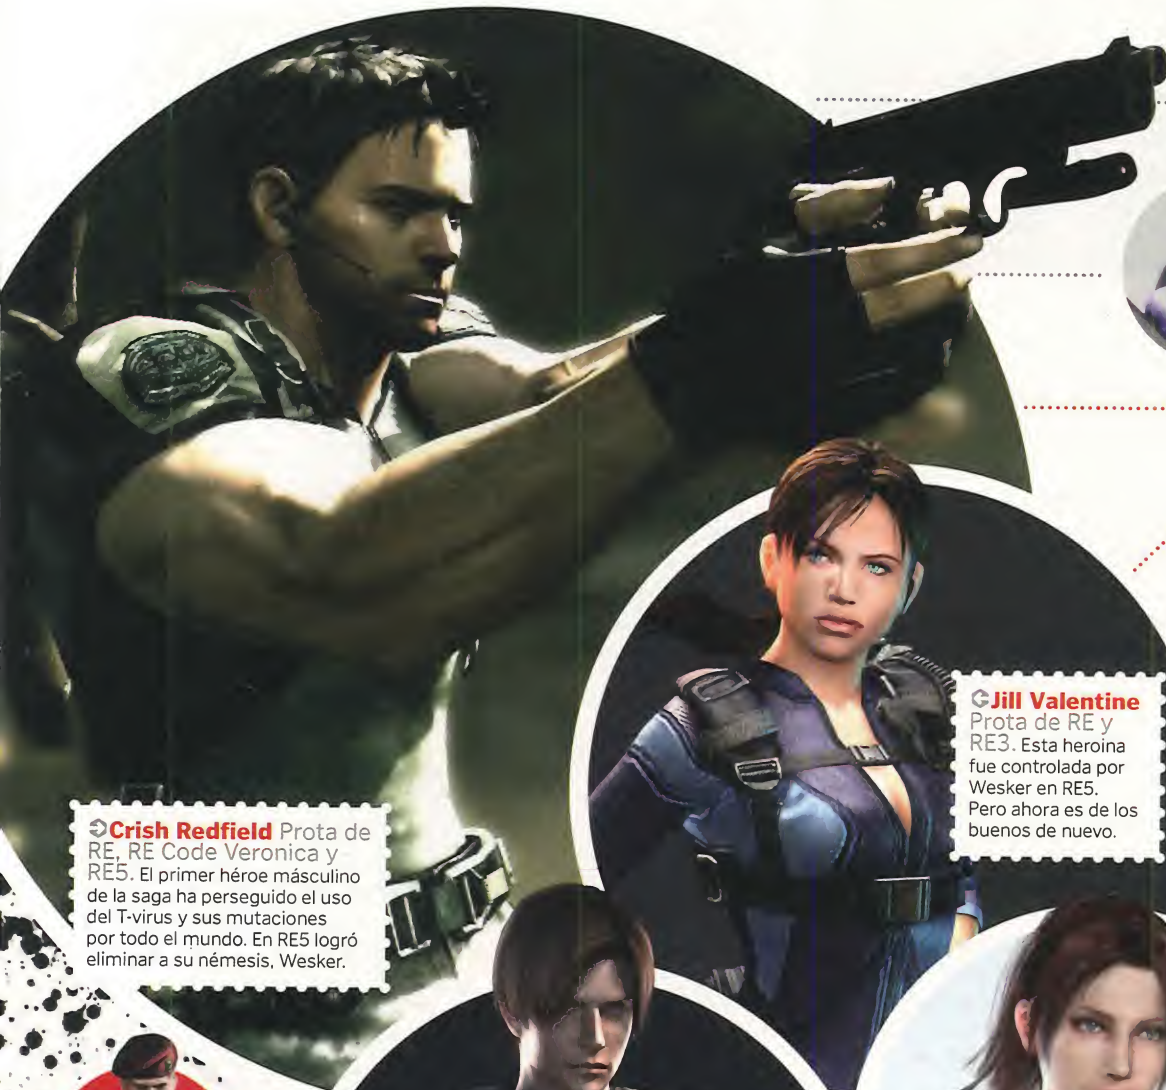 Crish Redfield Prota de
RE, RE Code Veronica y
RE5. El primer héroe másculino
de la saga ha perseguido el uso
del T-virus y sus mutaciones
por todo el mundo. En RE5 logró
eliminar a su némesis, Wesker.
Jill Valentine
Prota de RE y
RE3. Esta heroina
fue controlada por
Wesker en RE5.
Pero ahora es de los
buenos de nuevo.